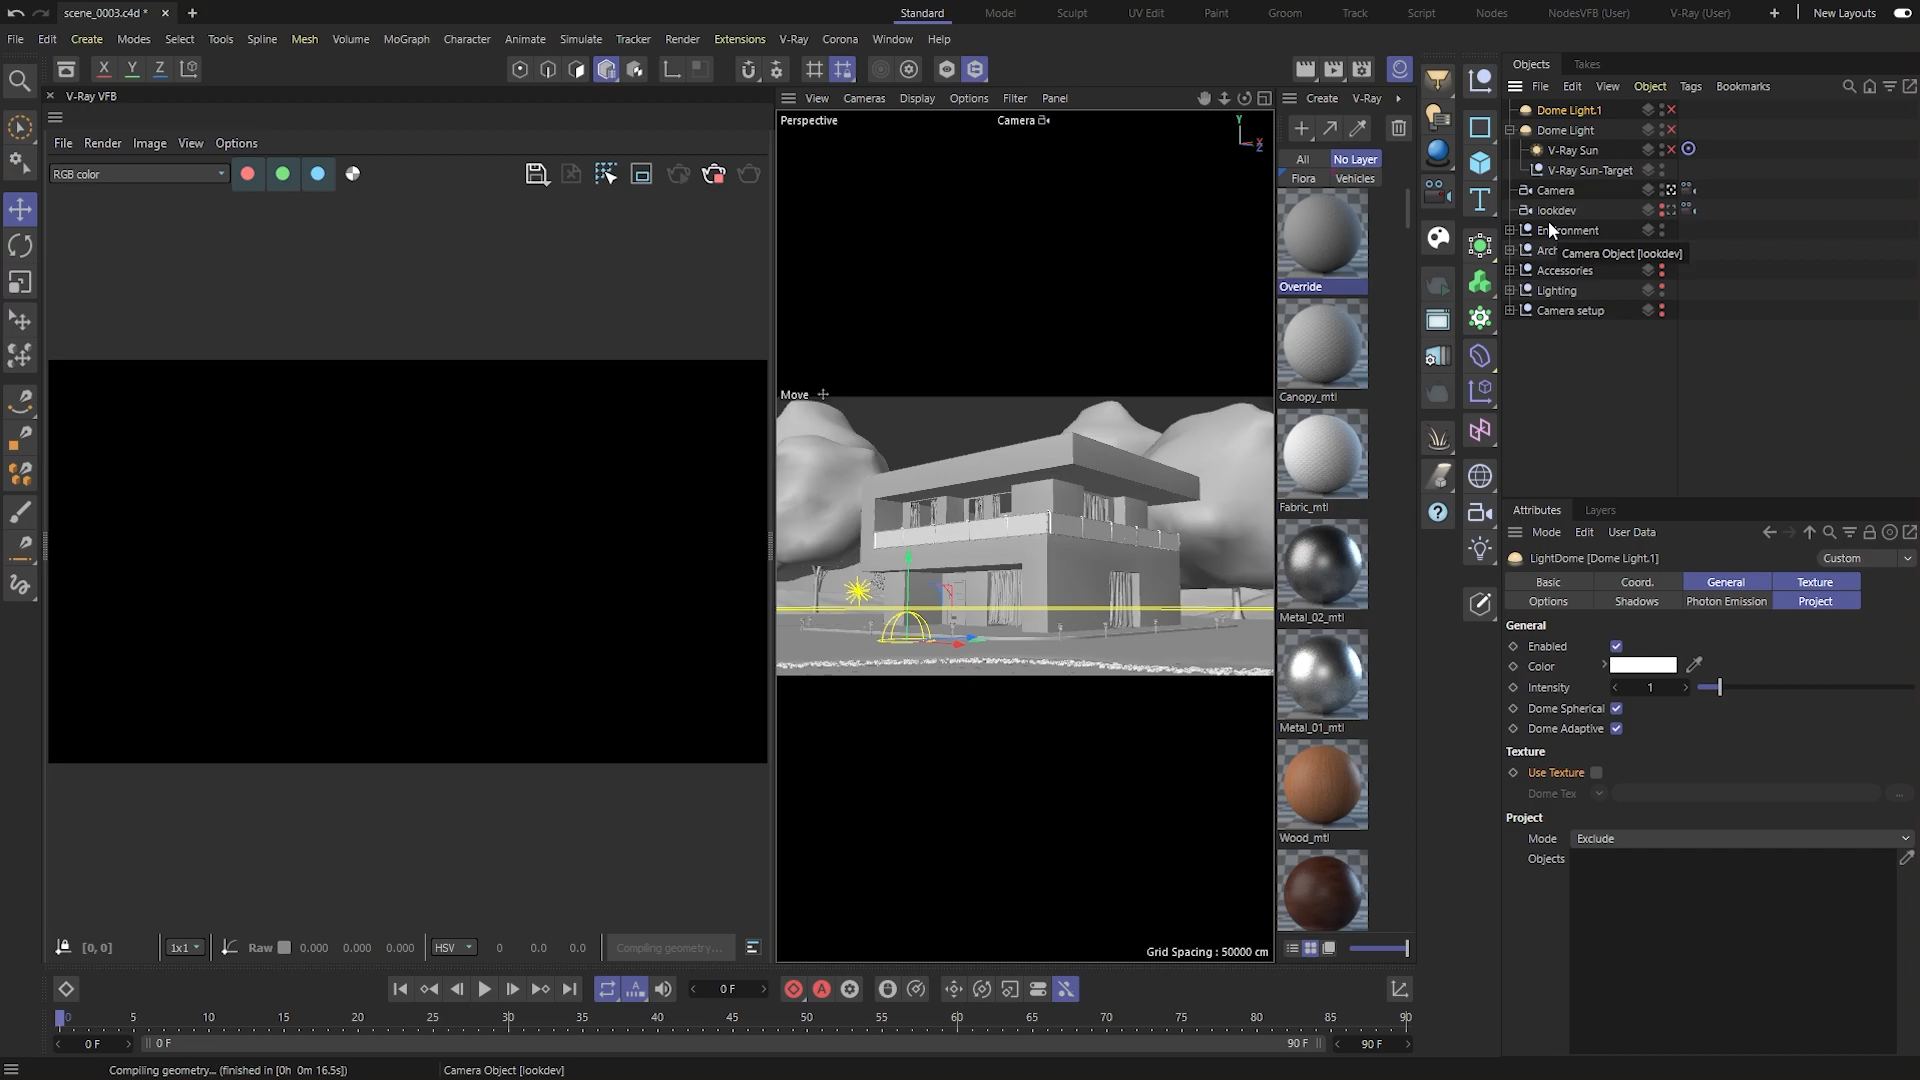 scene_0003.c4d *
Standard
Model
Sculpt
UV Edit
Paint
Groom
Track
Script
Nodes
NodesVFB (User)
V-Ray (User)
New Layouts
File Edit Create Modes Select Tools Spline Mesh Volume MoGraph Character Animate Simulate Tracker Render Extensions V-Ray Corona Window Help
X Y Z
V-Ray VFB
File Render Image View Options
RGB color
View Cameras Display Options Filter Panel
Perspective
Camera
Y
Z
Move
Grid Spacing : 50000 cm
Create V-Ray
All No Layer
Flora Vehicles
Override
Canopy_mtl
Fabric_mtl
Metal_02_mtl
Metal_01_mtl
Wood_mtl
Objects Takes
File Edit View Object Tags Bookmarks
Dome Light.1
Dome Light
V-Ray Sun
V-Ray Sun-Target
Camera
lookdev
Camera Object [lookdev]
Accessories
Lighting
Camera setup
Attributes Layers
Mode Edit User Data
LightDome [Dome Light.1]
Custom
Basic Coord. General Texture
Options Shadows Photon Emission Project
General
Enabled
Color
Intensity 1
Dome Spherical
Dome Adaptive
Texture
Use Texture
Dome Tex
...
Project
Mode Exclude
Objects
[0, 0]
1x1
Raw 0.000 0.000 0.000
HSV 0 0.0 0.0
Compiling geometry...
0 F
0 5 10 15 20 25 30 35 40 45 50 55 60 65 70 75 80 85 90
0 F 0 F 90 F 90 F
Compiling geometry... (finished in [0h 0m 16.5s])
Camera Object [lookdev]